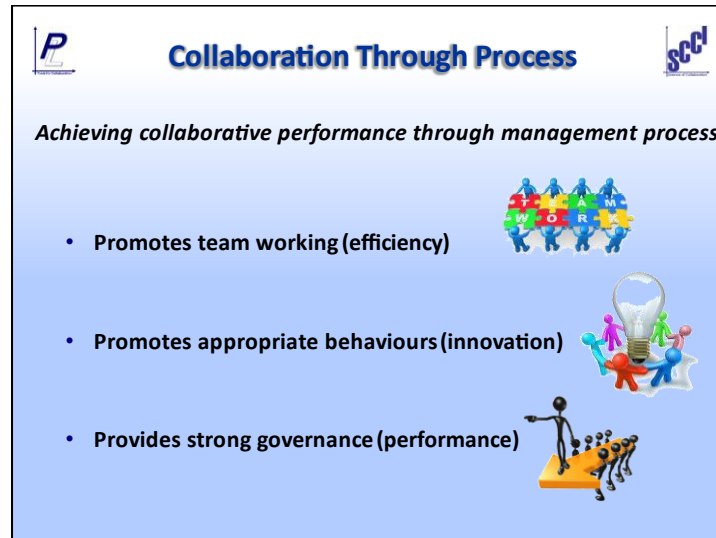 PL
SCCI
Collaboration Through Process
Achieving collaborative performance through management process
• Promotes team working (efficiency)
TEAM
WORK
• Promotes appropriate behaviours (innovation)
• Provides strong governance (performance)